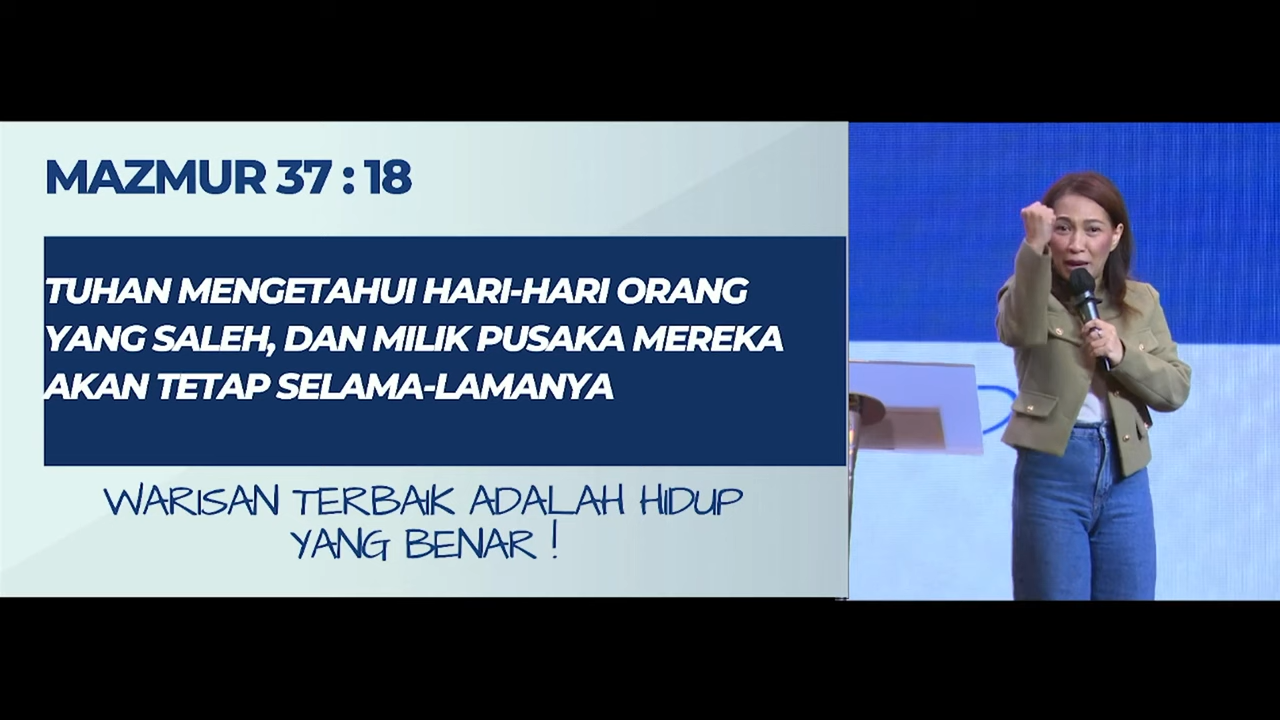 MAZMUR 37 : 18
TUHAN MENGETAHUI HARI-HARI ORANG
YANG SALEH, DAN MILIK PUSAKA MEREKA
AKAN TETAP SELAMA-LAMANYA
WARISAN TERBAIK ADALAH HIDUP
YANG BENAR !